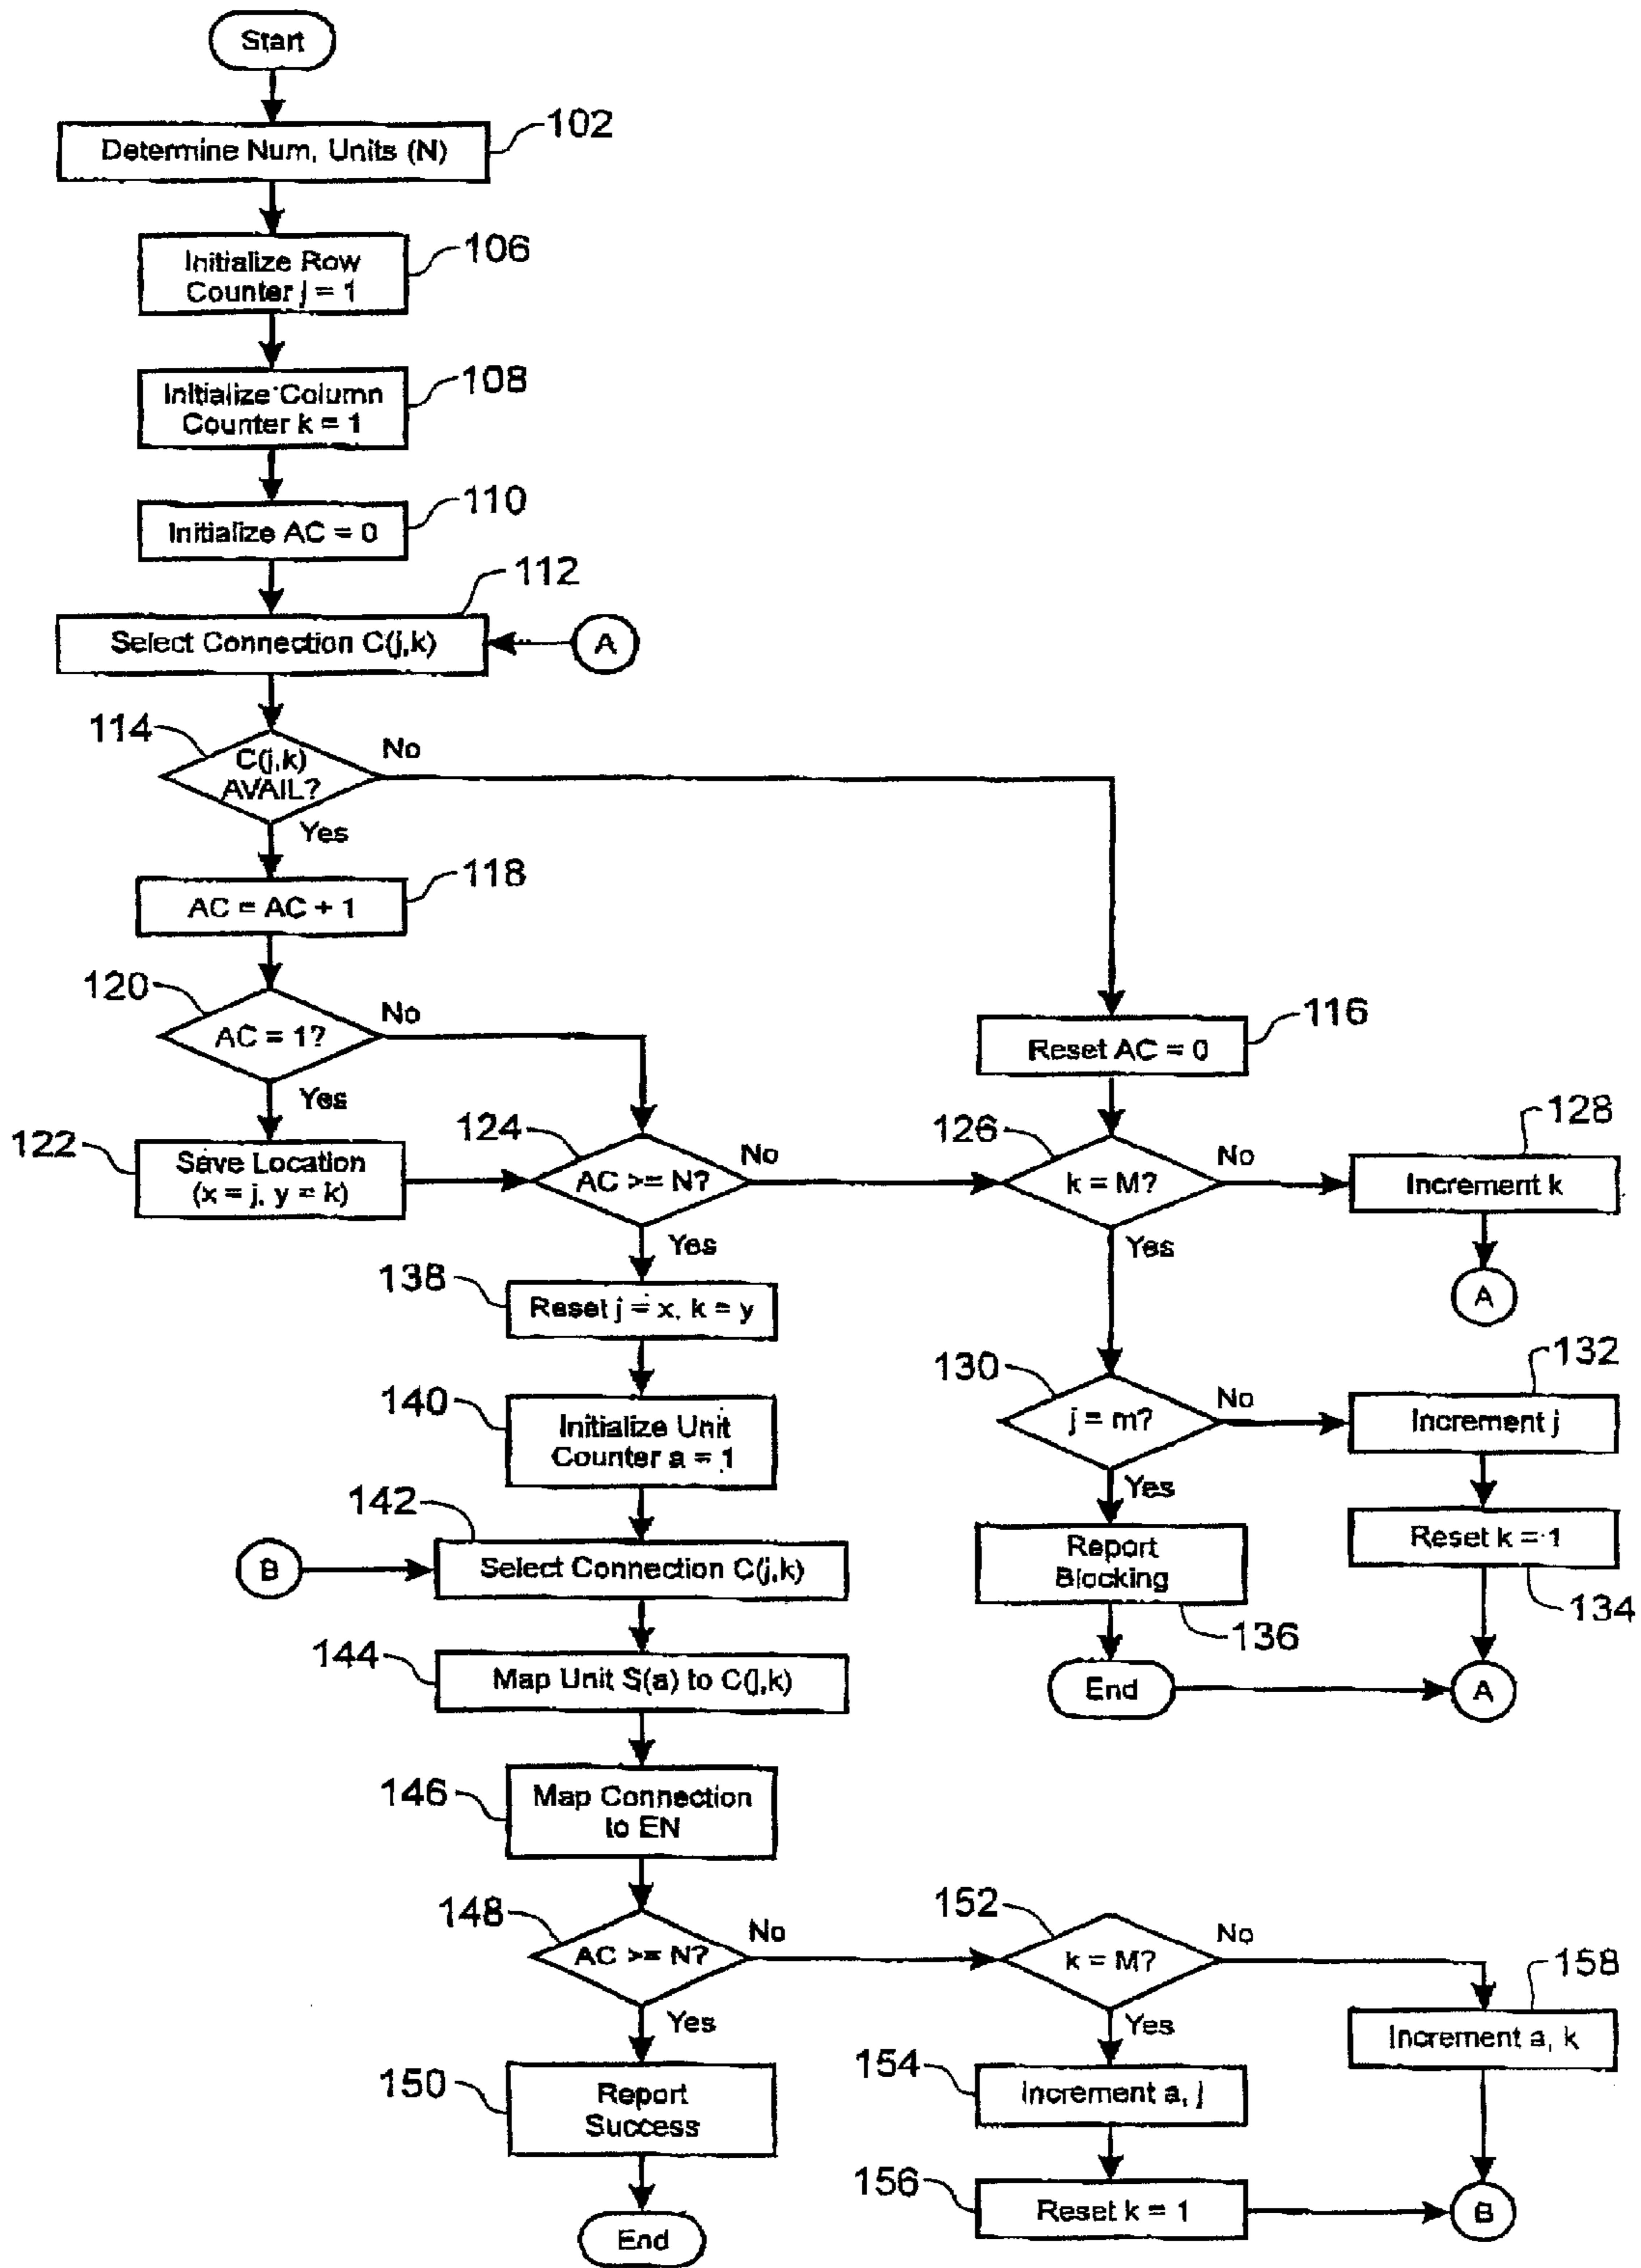 Start
102
Determine Num, Units (N)
106
Initialize Row
Counter j = 1
108
Initialize Column
Counter k = 1
110
Initialize AC = 0
112
Select Connection C(j,k)
A
114
C(j,k)
AVAIL?
No
Yes
118
AC = AC + 1
120
AC = 1?
No
Yes
116
Reset AC = 0
122
Save Location
(x = j, y = k)
124
AC >= N?
No
Yes
126
k = M?
No
Yes
128
Increment k
A
138
Reset j = x, k = y
130
j = m?
No
Yes
132
Increment j
140
Initialize Unit
Counter a = 1
Reset k = 1
134
142
B
Select Connection C(j,k)
Report
Blocking
136
End
A
144
Map Unit S(a) to C(j,k)
146
Map Connection
to EN
148
AC >= N?
No
Yes
152
k = M?
No
Yes
158
Increment a, k
150
Report
Success
154
Increment a, j
156
Reset k = 1
B
End